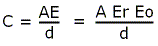 C = AE/d = A Er Eo/d